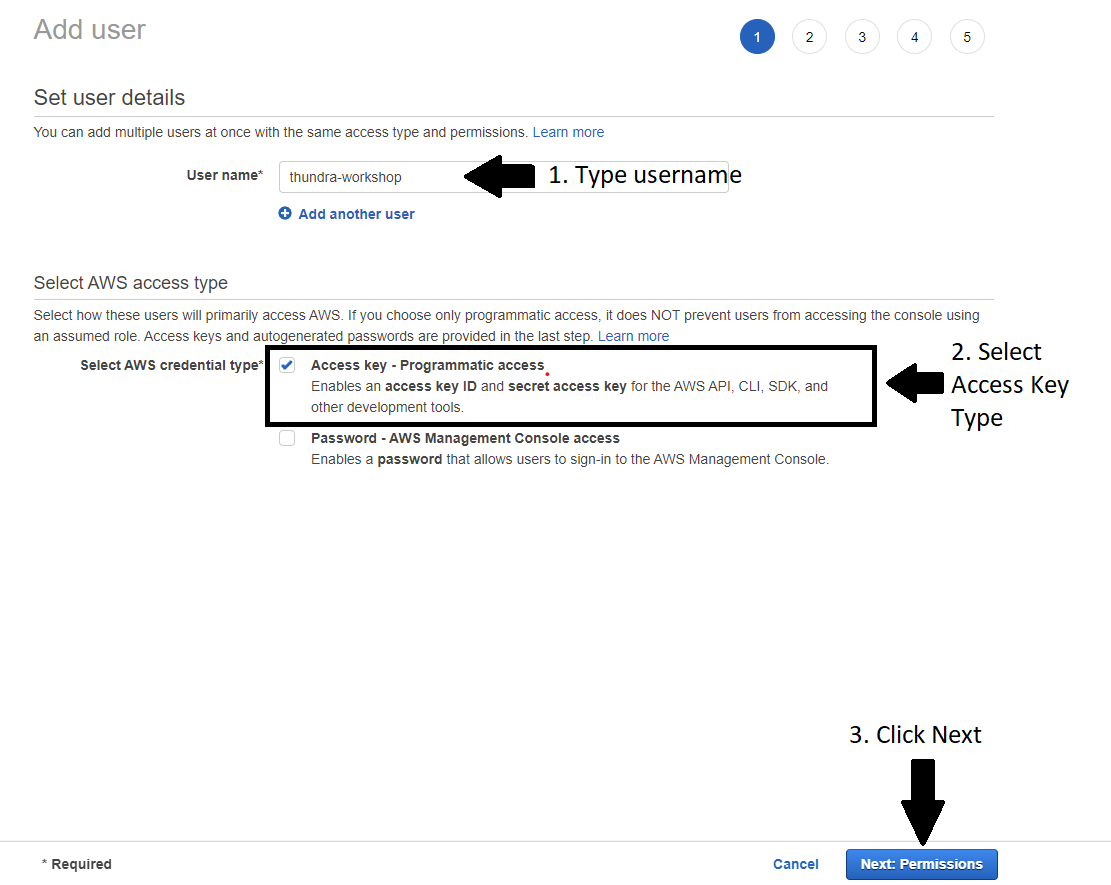 Add user
1 2 3 4 5
Set user details
You can add multiple users at once with the same access type and permissions. Learn more
User name*
thundra-workshop
1. Type username
Add another user
Select AWS access type
Select how these users will primarily access AWS. If you choose only programmatic access, it does NOT prevent users from accessing the console using
an assumed role. Access keys and autogenerated passwords are provided in the last step. Learn more
Select AWS credential type*
Access key - Programmatic access
Enables an access key ID and secret access key for the AWS API, CLI, SDK, and
other development tools.
2. Select
Access Key
Type
Password - AWS Management Console access
Enables a password that allows users to sign-in to the AWS Management Console.
3. Click Next
* Required
Cancel
Next: Permissions